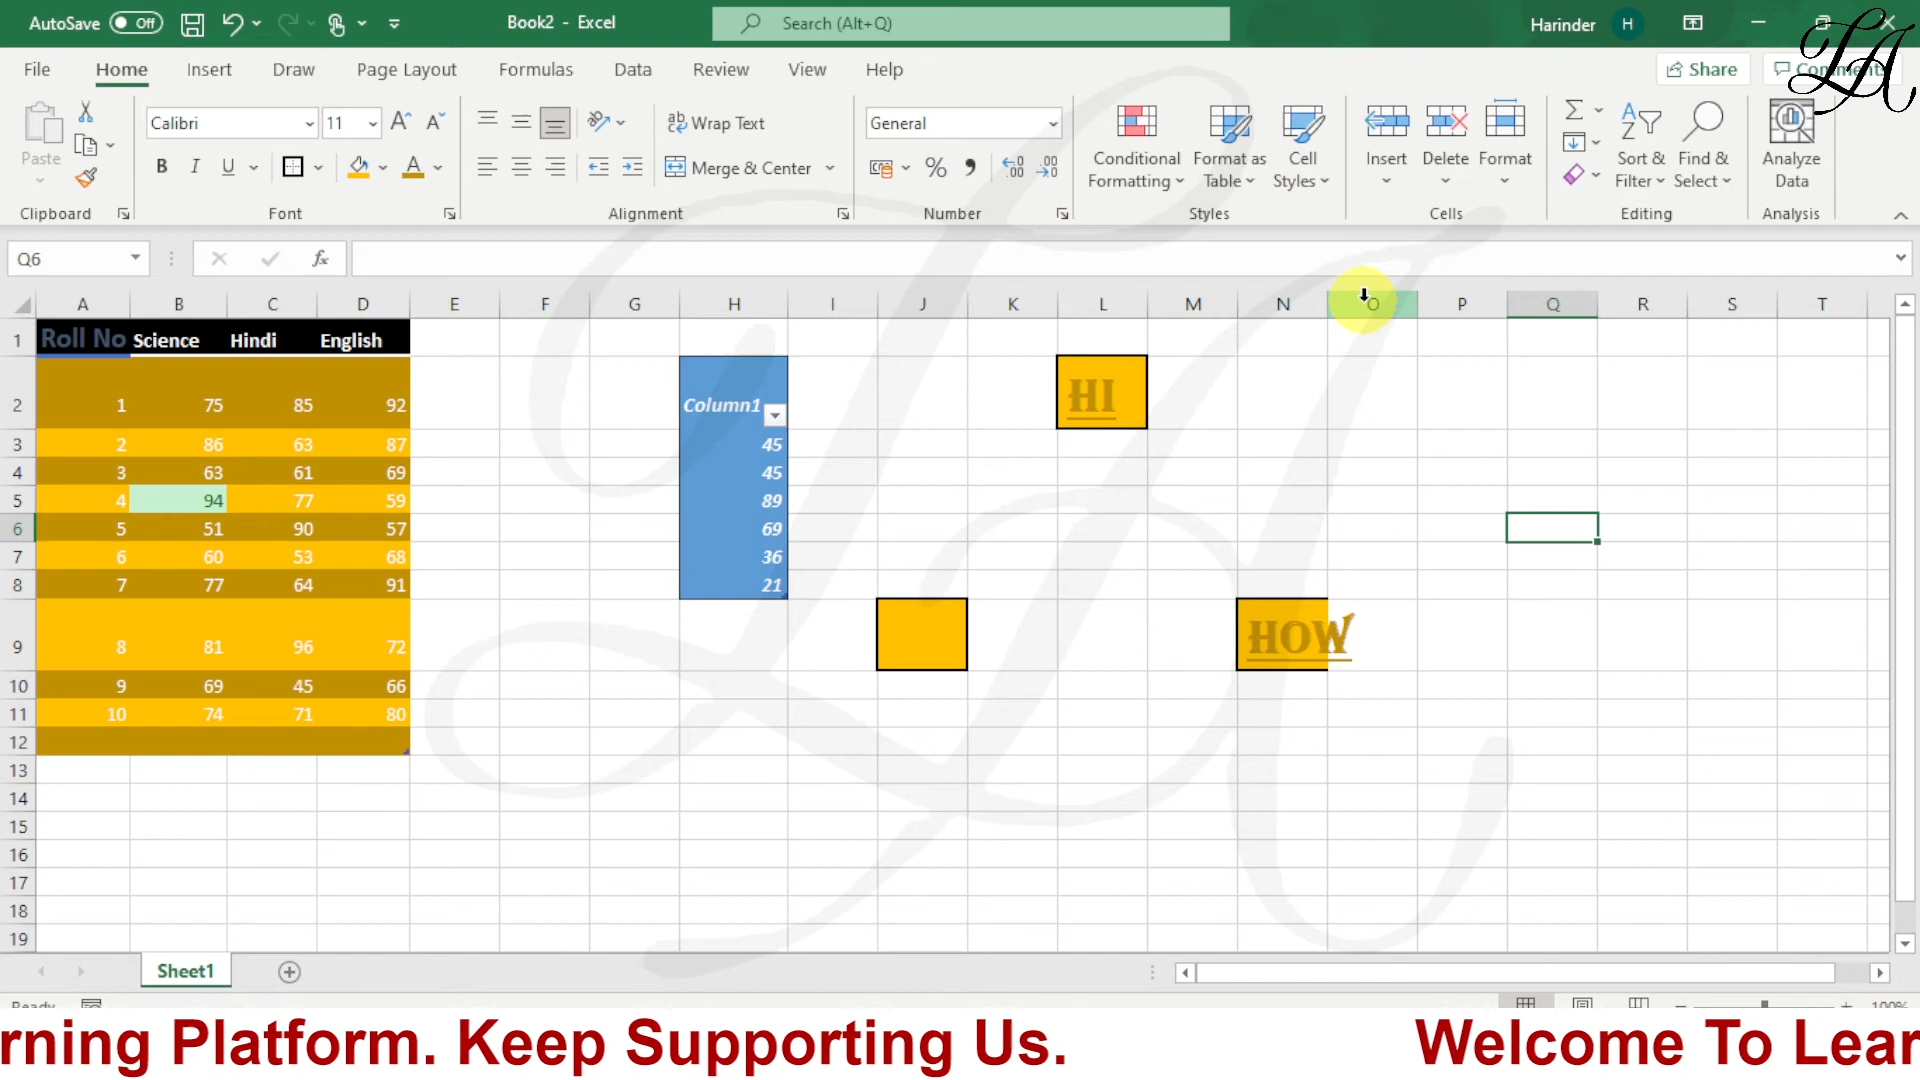 AutoSave Off Book2 - Excel Search (Alt+Q) Harinder H
File Home Insert Draw Page Layout Formulas Data Review View Help Share Comments
Paste Calibri 11 Wrap Text General Conditional Formatting Format as Table Cell Styles Insert Delete Format Sort & Filter Find & Select Analyze Data
B I U Merge & Center %
Clipboard Font Alignment Number Styles Cells Editing Analysis
Q6 fx
A B C D E F G H I J K L M N O P Q R S T
1 Roll No Science Hindi English
2 1 75 85 92 Column1 HI
3 2 86 63 87 45
4 3 63 61 69 45
5 4 94 77 59 89
6 5 51 90 57 69
7 6 60 53 68 36
8 7 77 64 91 21
9 8 81 96 72 HOW
10 9 69 45 66
11 10 74 71 80
12
13
14
15
16
17
18
19
Sheet1
Ready 100%
rning Platform. Keep Supporting Us. Welcome To Lear
LA